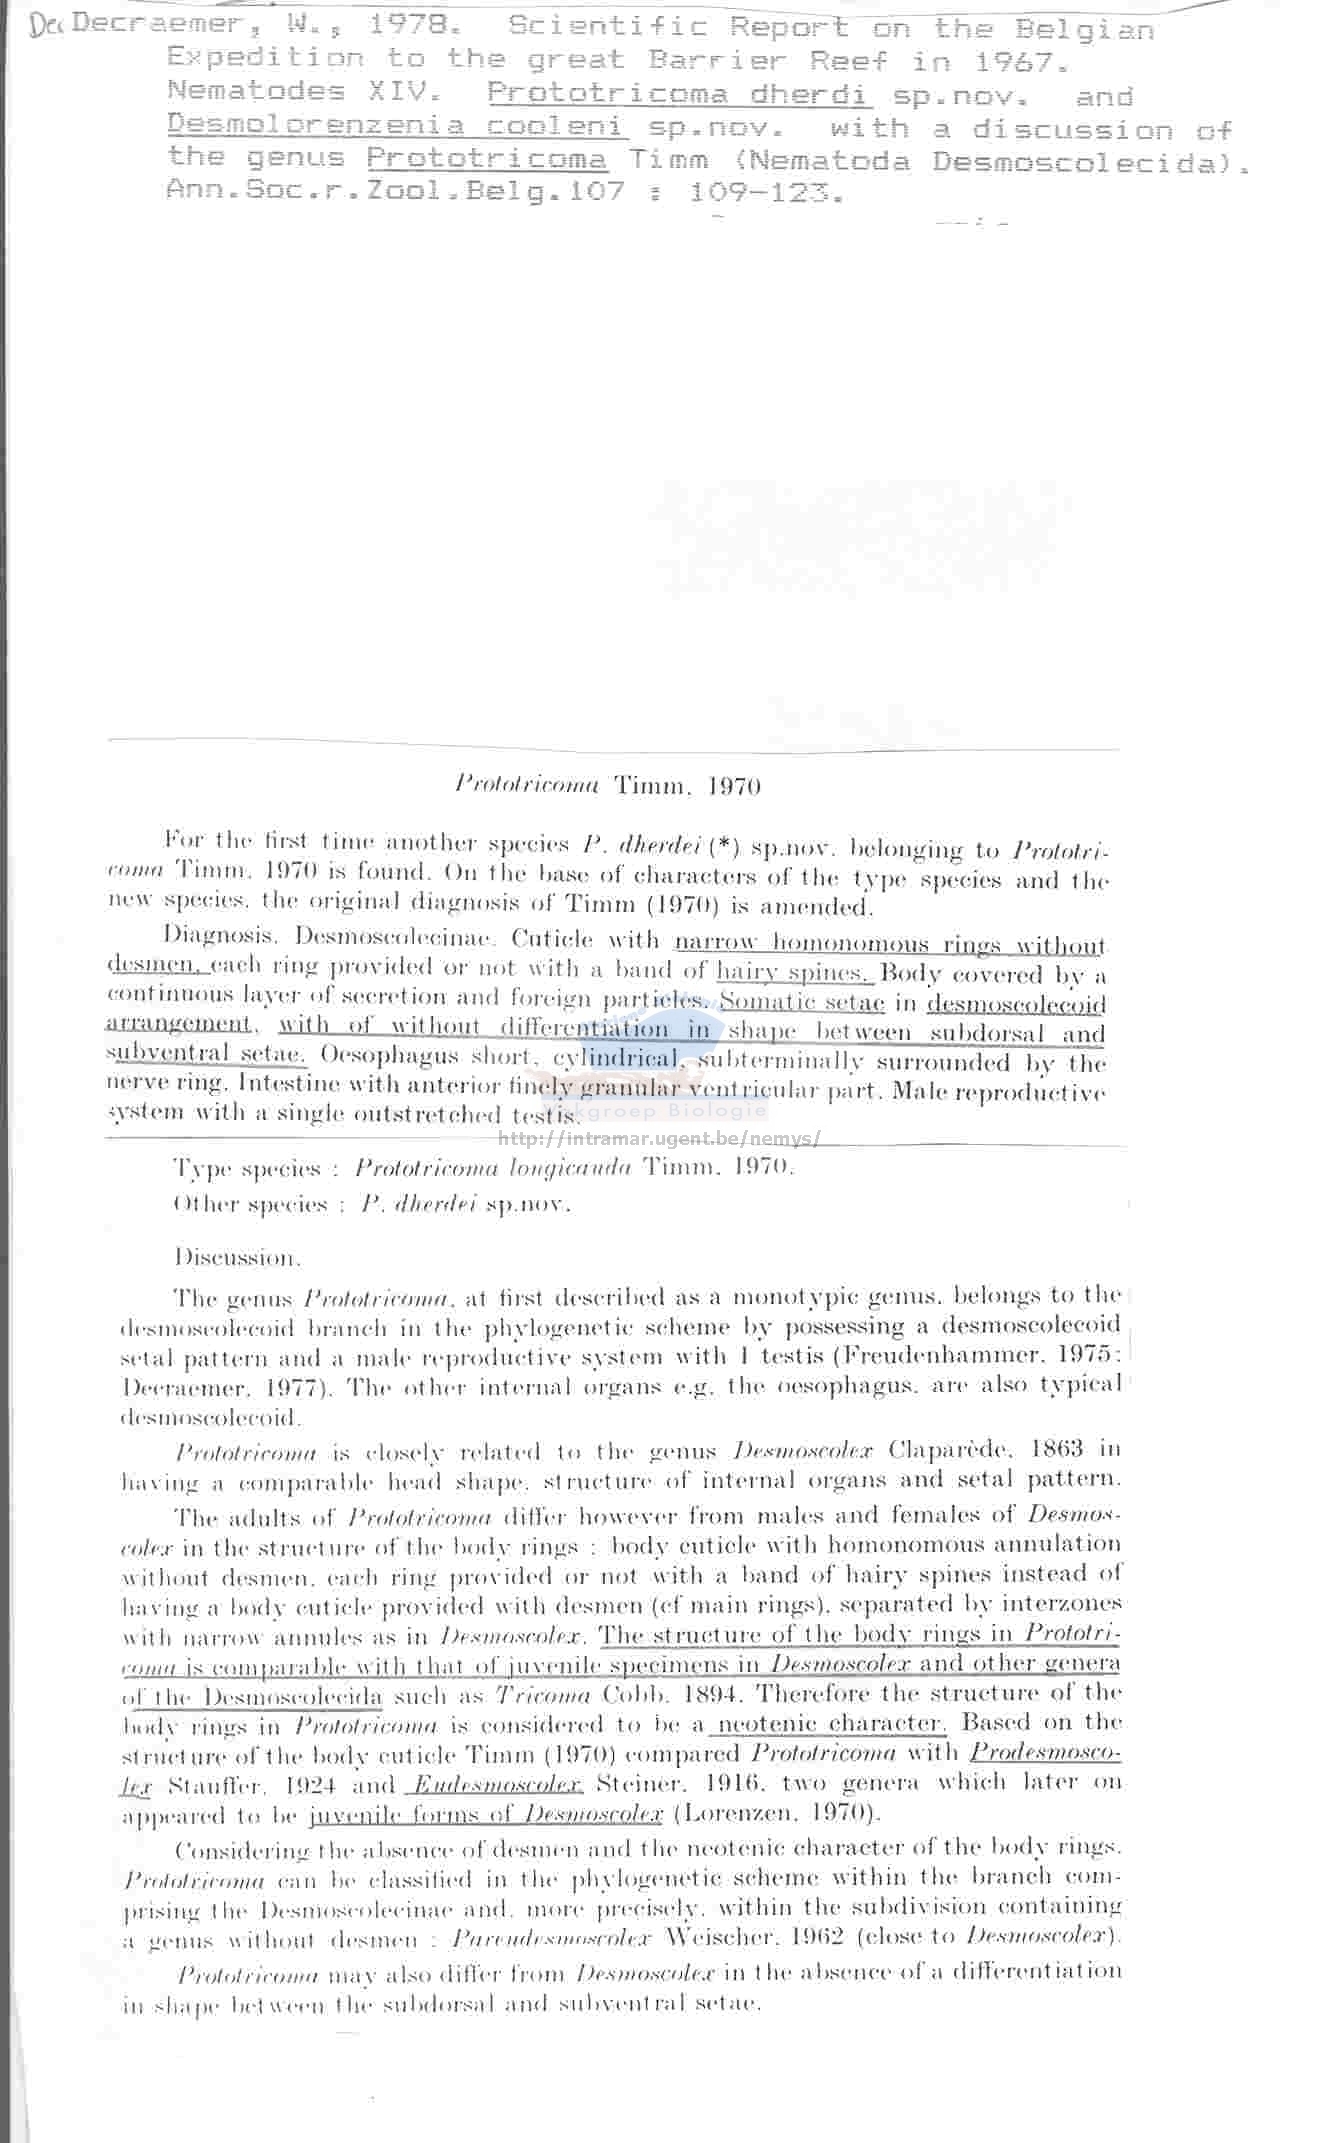 Dec Decraemer, W., 1978. Scientific Report on the Belgian
Expedition to the great Barrier Reef in 1967.
Nematodes XIV. Prototricoma dherdi sp.nov. and
Desmolorenzenia cooleni sp.nov. with a discussion of
the genus Prototricoma Timm (Nematoda Desmoscolecida).
Ann.Soc.r.Zool.Belg.107 : 109-123.
Prototricoma Timm, 1970
For the first time another species P. dherdei (*) sp.nov. belonging to Prototri-
coma Timm, 1970 is found. On the base of characters of the type species and the
new species, the original diagnosis of Timm (1970) is amended.
Diagnosis. Desmoscolecinae. Cuticle with narrow homonomous rings without
desmen, each ring provided or not with a band of hairy spines. Body covered by a
continuous layer of secretion and foreign particles. Somatic setae in desmoscolecoid
arrangement, with of without differentiation in shape between subdorsal and
subventral setae. Oesophagus short, cylindrical, subterminally surrounded by the
nerve ring. Intestine with anterior finely granular ventricular part. Male reproductive
system with a single outstretched testis.
Vakgroep Biologie
http://intramar.ugent.be/nemys/
Type species : Prototricoma longicauda Timm, 1970.
Other species : P. dherdei sp.nov.
Discussion.
The genus Prototricoma, at first described as a monotypic genus, belongs to the
desmoscolecoid branch in the phylogenetic scheme by possessing a desmoscolecoid
setal pattern and a male reproductive system with 1 testis (Freudenhammer, 1975;
Decraemer, 1977). The other internal organs e.g. the oesophagus, are also typical
desmoscolecoid.
Prototricoma is closely related to the genus Desmoscolex Claparède, 1863 in
having a comparable head shape, structure of internal organs and setal pattern.
The adults of Prototricoma differ however from males and females of Desmos-
colex in the structure of the body rings : body cuticle with homonomous annulation
without desmen, each ring provided or not with a band of hairy spines instead of
having a body cuticle provided with desmen (cf main rings), separated by interzones
with narrow annules as in Desmoscolex. The structure of the body rings in Prototri-
coma is comparable with that of juvenile specimens in Desmoscolex and other genera
of the Desmoscolecida such as Tricoma Cobb, 1894. Therefore the structure of the
body rings in Prototricoma is considered to be a neotenic character. Based on the
structure of the body cuticle Timm (1970) compared Prototricoma with Prodesmosco-
lex Stauffer, 1924 and Eudesmoscolex Steiner, 1916, two genera which later on
appeared to be juvenile forms of Desmoscolex (Lorenzen, 1970).
Considering the absence of desmen and the neotenic character of the body rings,
Prototricoma can be classified in the phylogenetic scheme within the branch com-
prising the Desmoscolecinae and, more precisely, within the subdivision containing
a genus without desmen : Pareudesmoscolex Weischer, 1962 (close to Desmoscolex).
Prototricoma may also differ from Desmoscolex in the absence of a differentiation
in shape between the subdorsal and subventral setae.